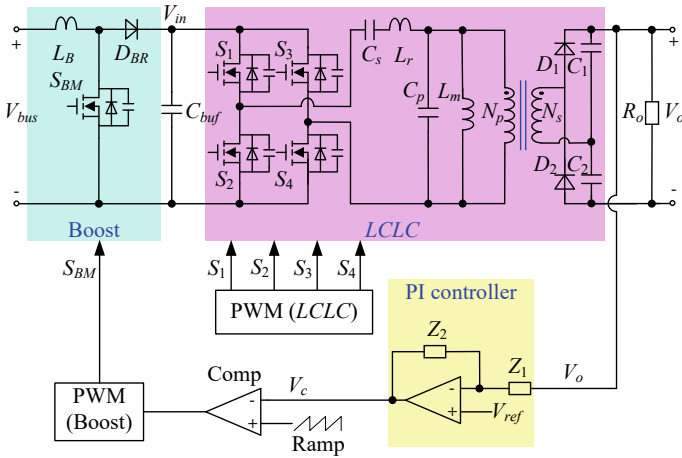 +
V_bus
-
L_B
D_BR
S_BM
V_in
C_buf
Boost
S_1
S_3
S_2
S_4
C_s
L_r
C_p
L_m
N_p
N_s
D_1
C_1
D_2
C_2
LCLC
+
R_o
V_o
-
S_BM
S_1
S_2
S_3
S_4
PWM (LCLC)
PI controller
Z_2
Z_1
V_o
-
+
V_ref
V_c
Comp
-
+
Ramp
PWM
(Boost)